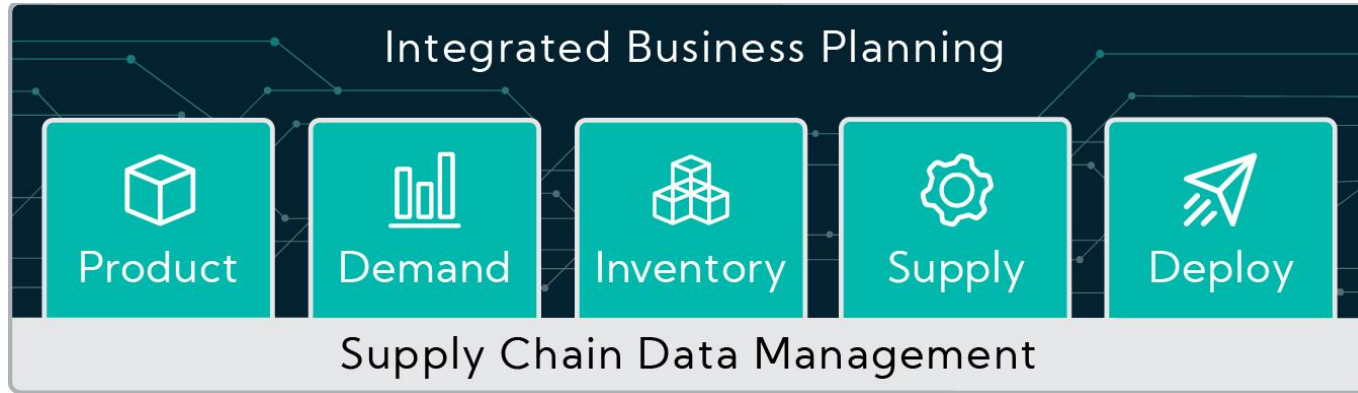 Integrated Business Planning
Product
Demand
Inventory
Supply
Deploy
Supply Chain Data Management